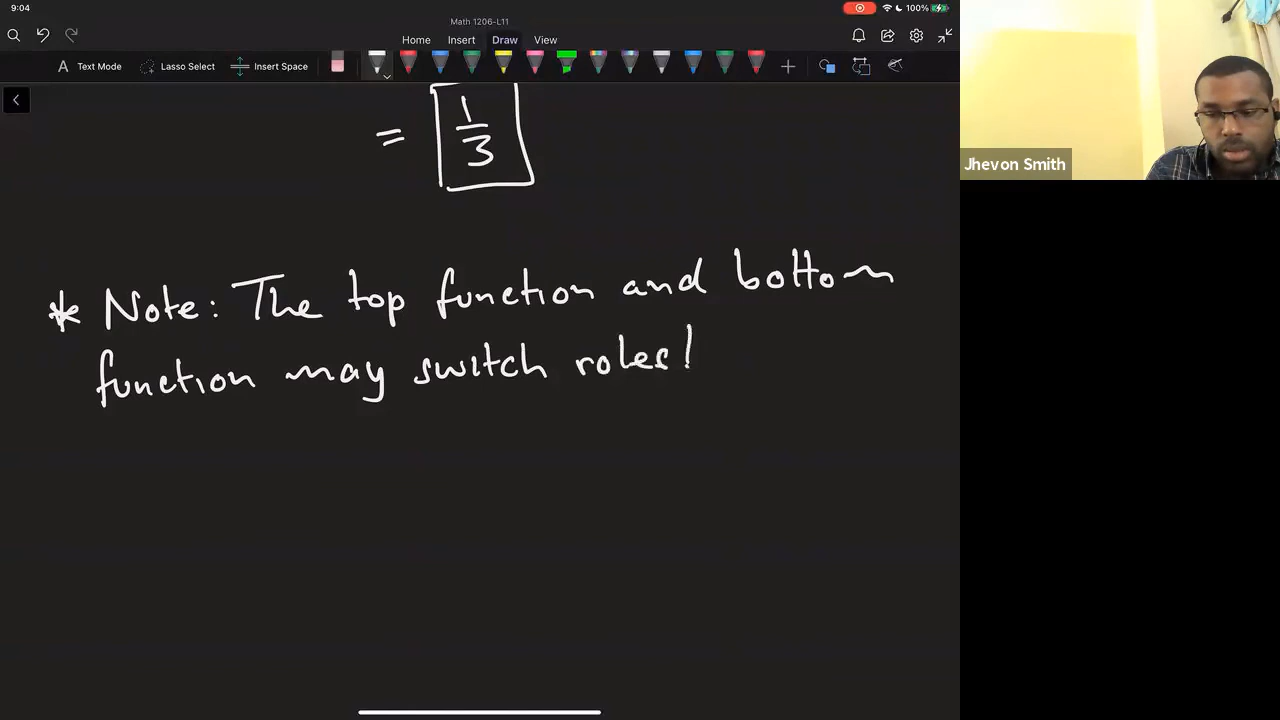 9:04
100%
Math 1206-L11
Home Insert Draw View
Text Mode Lasso Select Insert Space
= 1/3
* Note: The top function and bottom
function may switch roles!
Jhevon Smith